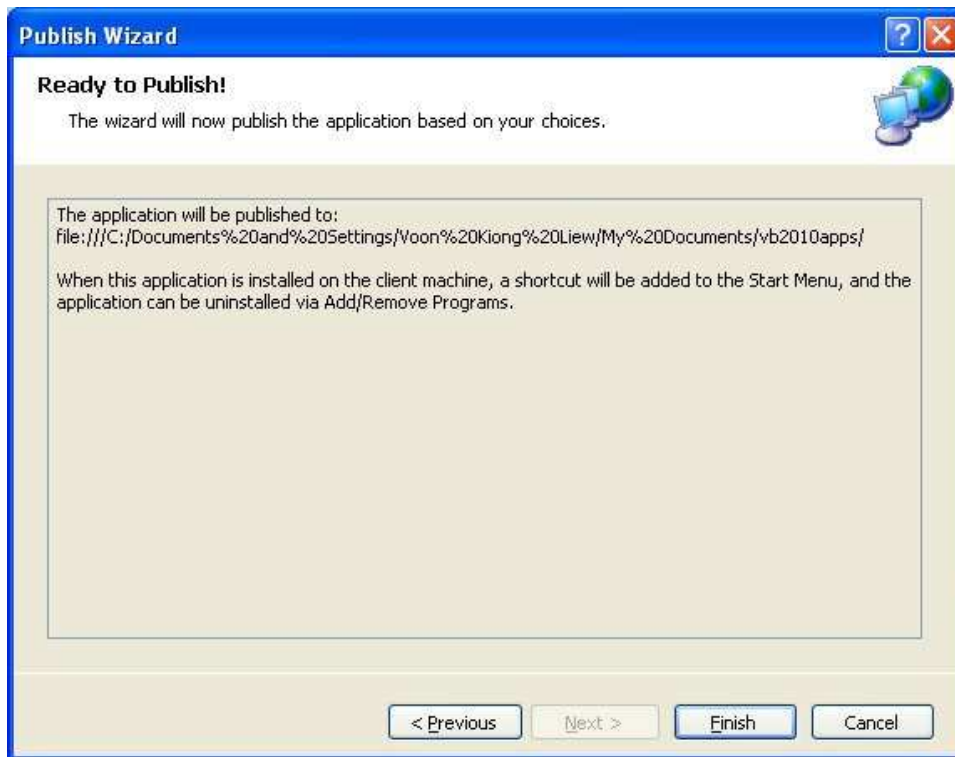 Publish Wizard
Ready to Publish!
The wizard will now publish the application based on your choices.
The application will be published to:
file:///C:/Documents%20and%20Settings/Voon%20Kiong%20Liew/My%20Documents/vb2010apps/
When this application is installed on the client machine, a shortcut will be added to the Start Menu, and the
application can be uninstalled via Add/Remove Programs.
< Previous
Next >
Finish
Cancel